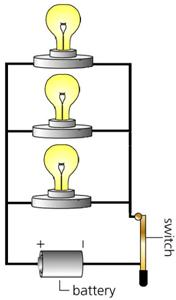 switch
+ −
battery